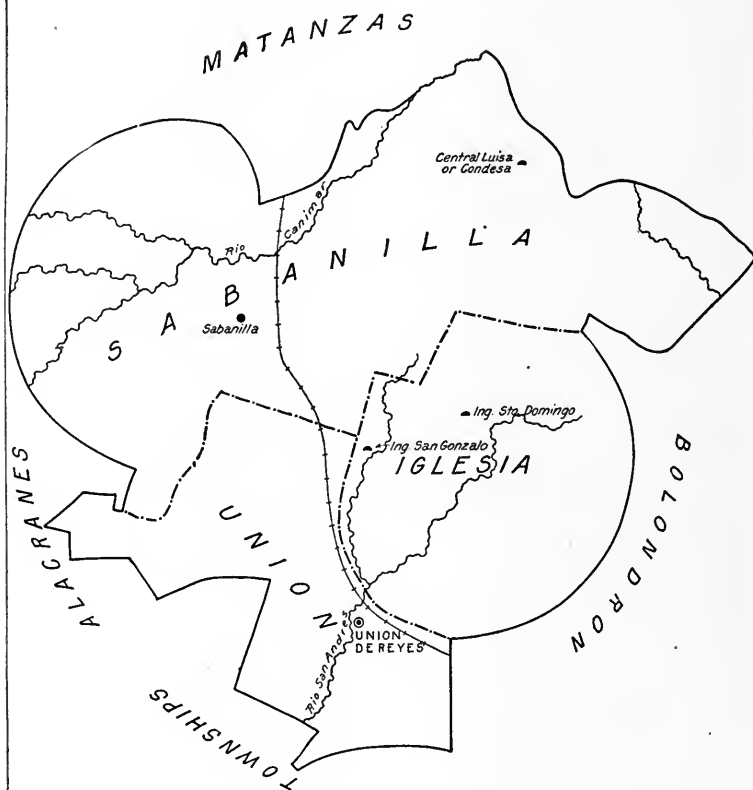 MATANZAS
Central Luisa
or Condesa
Rio Canimar
SABANILLA
Sabanilla
Ing. Sto. Domingo
Ing. San Gonzalo
IGLESIA
ALACRANES
UNION
BOLONDRON
UNION
DE REYES
Rio San Andres
TOWNSHIPS